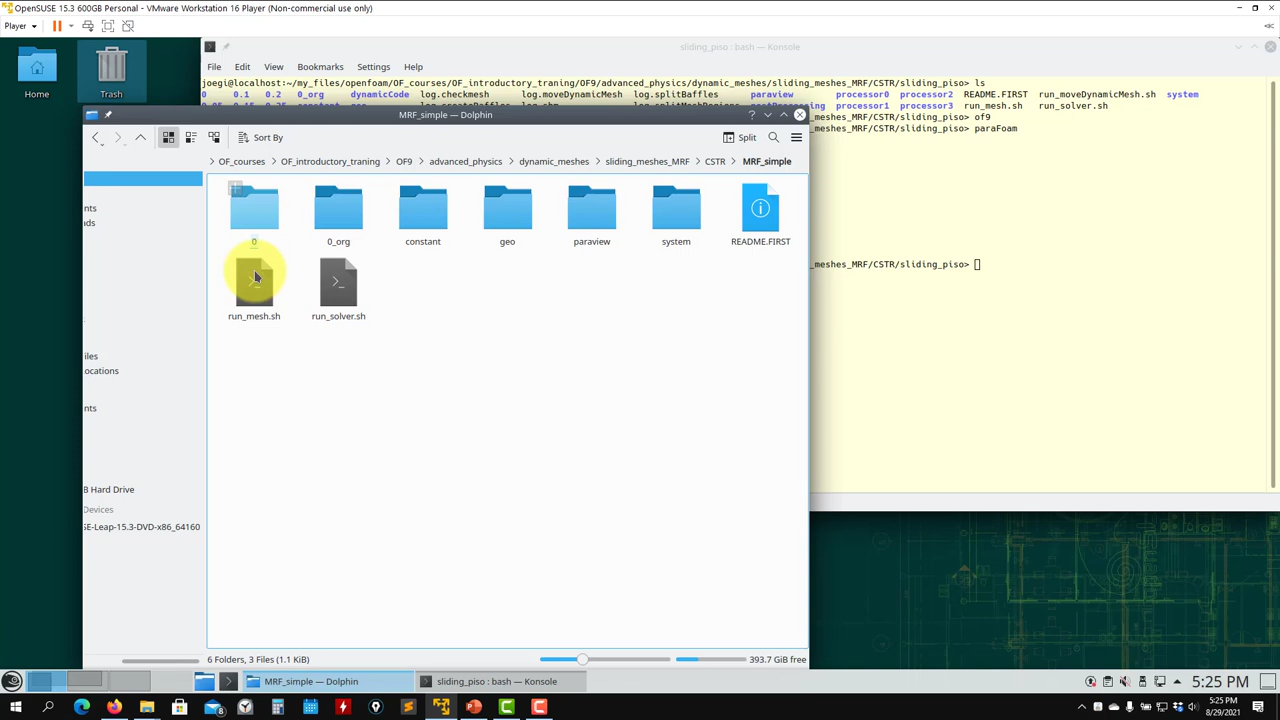 OpenSUSE 15.3 600GB Personal - VMware Workstation 16 Player (Non-commercial use only)
Player
Home
Trash
sliding_piso : bash — Konsole
File Edit View Bookmarks Settings Help
joegi@localhost:~/my_files/openfoam/OF_courses/OF_introductory_traning/OF9/advanced_physics/dynamic_meshes/sliding_meshes_MRF/CSTR/sliding_piso> ls
0 0.1 0.2 0_org dynamicCode log.checkmesh log.moveDynamicMesh log.splitBaffles paraview processor0 processor2 README.FIRST run_moveDynamicMesh.sh system
processor1 processor3 run_mesh.sh run_solver.sh
_meshes_MRF/CSTR/sliding_piso> of9
_meshes_MRF/CSTR/sliding_piso> paraFoam
_meshes_MRF/CSTR/sliding_piso>
MRF_simple — Dolphin
Sort By
Split
OF_courses > OF_introductory_traning > OF9 > advanced_physics > dynamic_meshes > sliding_meshes_MRF > CSTR > MRF_simple
0 0_org constant geo paraview system README.FIRST
run_mesh.sh run_solver.sh
nts
nds
iles
ocations
nts
B Hard Drive
Devices
SE-Leap-15.3-DVD-x86_64160
6 Folders, 3 Files (1.1 KiB)
393.7 GiB free
MRF_simple — Dolphin
sliding_piso : bash — Konsole
5:25 PM
5:25 PM
8/29/2021